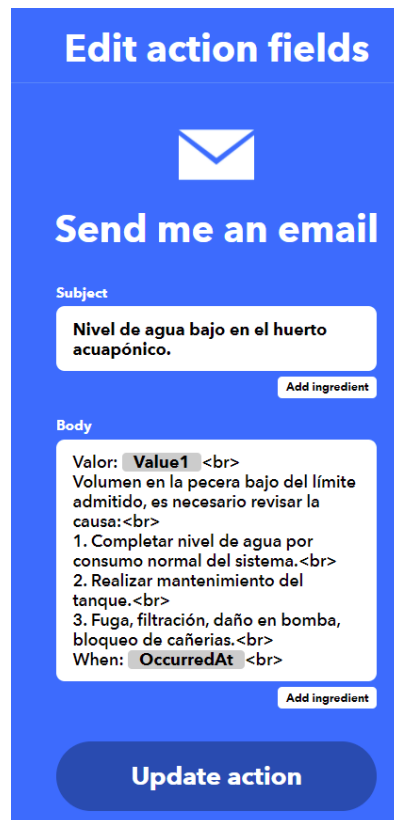 Edit action fields
Send me an email
Subject
Nivel de agua bajo en el huerto
acuapónico.
Add ingredient
Body
Valor: Value1 <br>
Volumen en la pecera bajo del límite
admitido, es necesario revisar la
causa:<br>
1. Completar nivel de agua por
consumo normal del sistema.<br>
2. Realizar mantenimiento del
tanque.<br>
3. Fuga, filtración, daño en bomba,
bloqueo de cañerias.<br>
When: OccurredAt <br>
Add ingredient
Update action